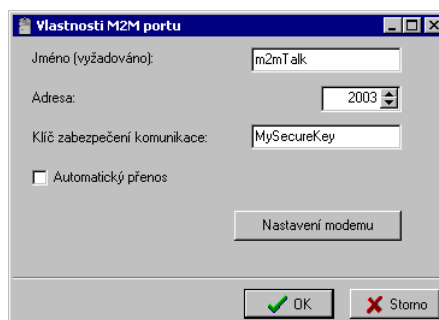 Vlastnosti M2M portu
Jméno (vyžadováno): m2mTalk
Adresa: 2003
Klíč zabezpečení komunikace: MySecureKey
Automatický přenos
Nastavení modemu
OK Storno